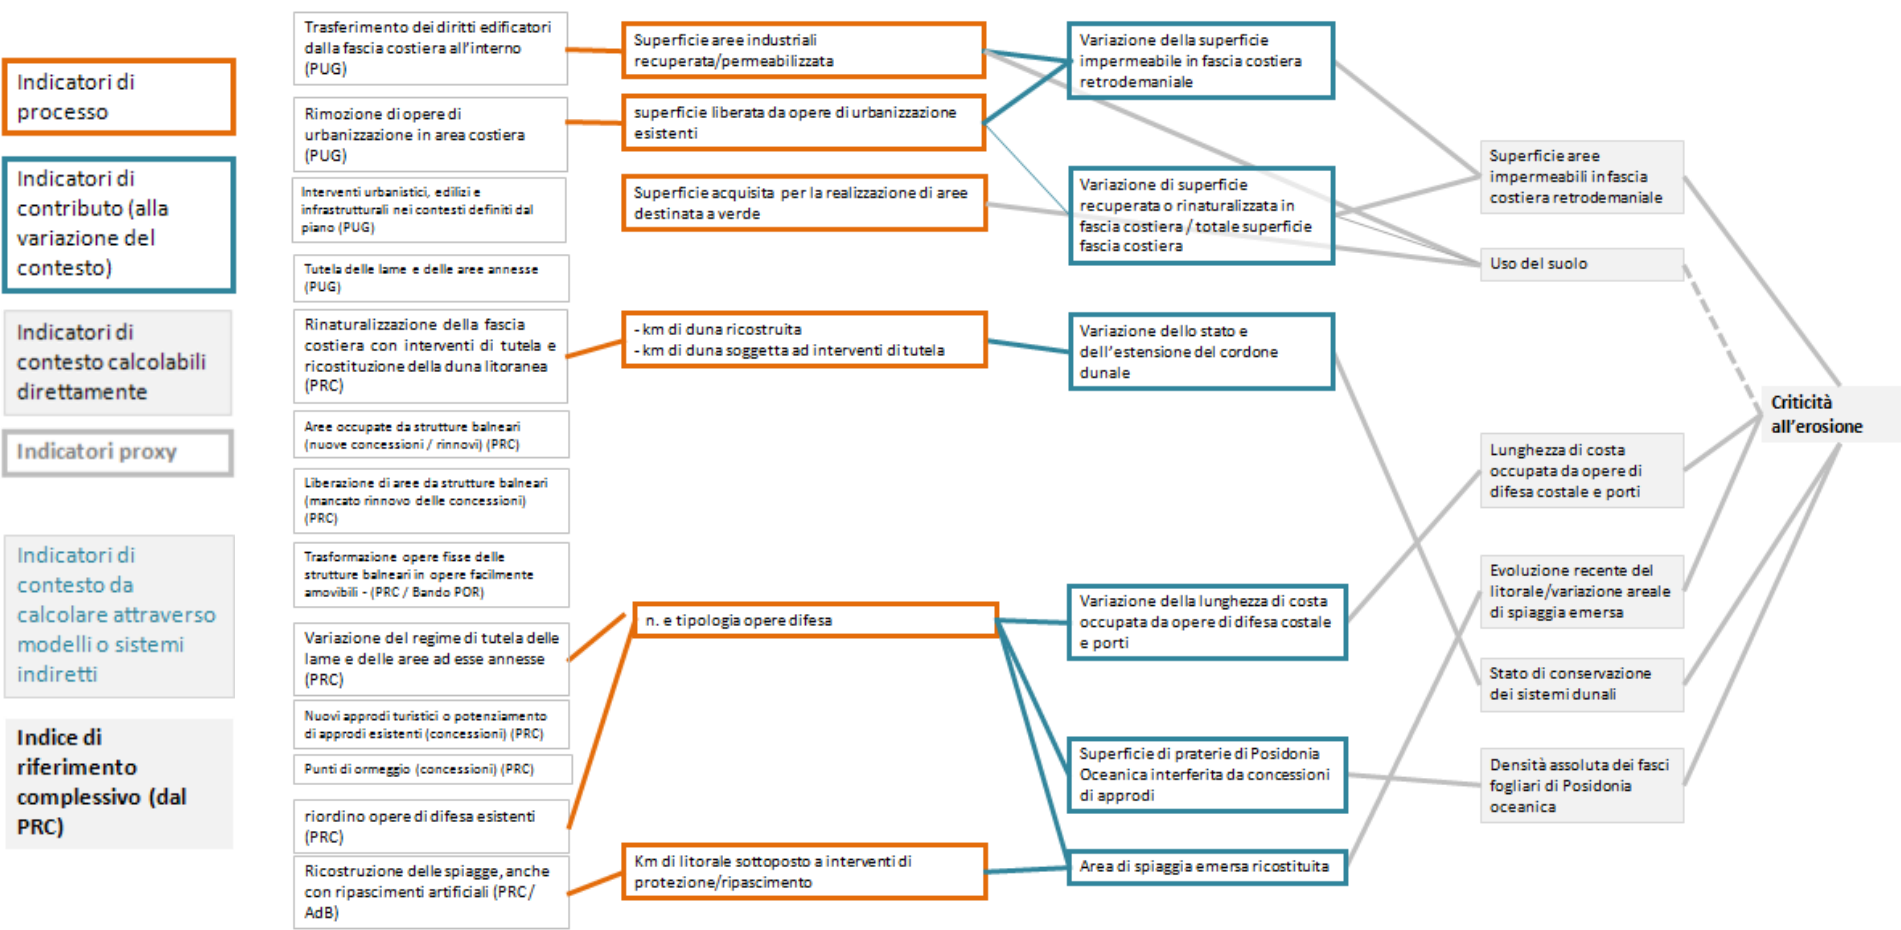 Indicatori di
processo
Indicatori di
contributo (alla
variazione del
contesto)
Indicatori di
contesto calcolabili
direttamente
Indicatori proxy
Indicatori di
contesto da
calcolare attraverso
modelli o sistemi
indiretti
Indice di
riferimento
complessivo (dal
PRC)
Trasferimento dei diritti edificatori
dalla fascia costiera all'interno
(PUG)
Rimozione di opere di
urbanizzazione in area costiera
(PUG)
Interventi urbanistici, edilizi e
infrastrutturali nei contesti definiti dal
piano (PUG)
Tutela delle lame e delle aree annesse
(PUG)
Rinaturalizzazione della fascia
costiera con interventi di tutela e
ricostituzione della duna litoranea
(PRC)
Aree occupate da strutture balneari
(nuove concessioni / rinnovi) (PRC)
Liberazione di aree da strutture balneari
(mancato rinnovo delle concessioni)
(PRC)
Trasformazione opere fisse delle
strutture balneari in opere facilmente
amovibili - (PRC / Bando POR)
Variazione del regime di tutela delle
lame e delle aree ad esse annesse
(PRC)
Nuovi approdi turistici o potenziamento
di approdi esistenti (concessioni) (PRC)
Punti di ormeggio (concessioni) (PRC)
riordino opere di difesa esistenti
(PRC)
Ricostruzione delle spiagge, anche
con ripascimenti artificiali (PRC/
AdB)
Superficie aree industriali
recuperata/permeabilizzata
superficie liberata da opere di urbanizzazione
esistenti
Superficie acquisita per la realizzazione di aree
destinata a verde
- km di duna ricostruita
- km di duna soggetta ad interventi di tutela
n. e tipologia opere difesa
Km di litorale sottoposto a interventi di
protezione/ripascimento
Variazione della superficie
impermeabile in fascia costiera
retrodemaniale
Variazione di superficie
recuperata o rinaturalizzata in
fascia costiera / totale superficie
fascia costiera
Variazione dello stato e
dell'estensione del cordone
dunale
Variazione della lunghezza di costa
occupata da opere di difesa costale
e porti
Superficie di praterie di Posidonia
Oceanica interferita da concessioni
di approdi
Area di spiaggia emersa ricostituita
Superficie aree
impermeabili in fascia
costiera retrodemaniale
Uso del suolo
Lunghezza di costa
occupata da opere di
difesa costale e porti
Evoluzione recente del
litorale/variazione areale
di spiaggia emersa
Stato di conservazione
dei sistemi dunali
Densità assoluta dei fasci
fogliari di Posidonia
oceanica
Criticità
all'erosione